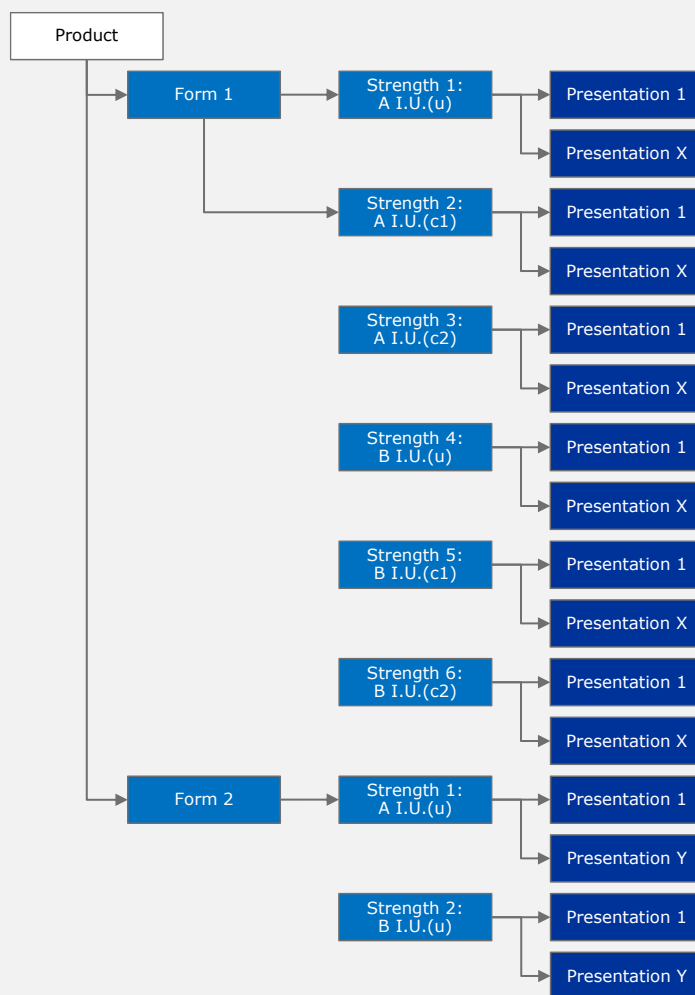 Product
Form 1
Strength 1:
A I.U.(u)
Presentation 1
Presentation X
Strength 2:
A I.U.(c1)
Presentation 1
Presentation X
Strength 3:
A I.U.(c2)
Presentation 1
Presentation X
Strength 4:
B I.U.(u)
Presentation 1
Presentation X
Strength 5:
B I.U.(c1)
Presentation 1
Presentation X
Strength 6:
B I.U.(c2)
Presentation 1
Presentation X
Form 2
Strength 1:
A I.U.(u)
Presentation 1
Presentation Y
Strength 2:
B I.U.(u)
Presentation 1
Presentation Y